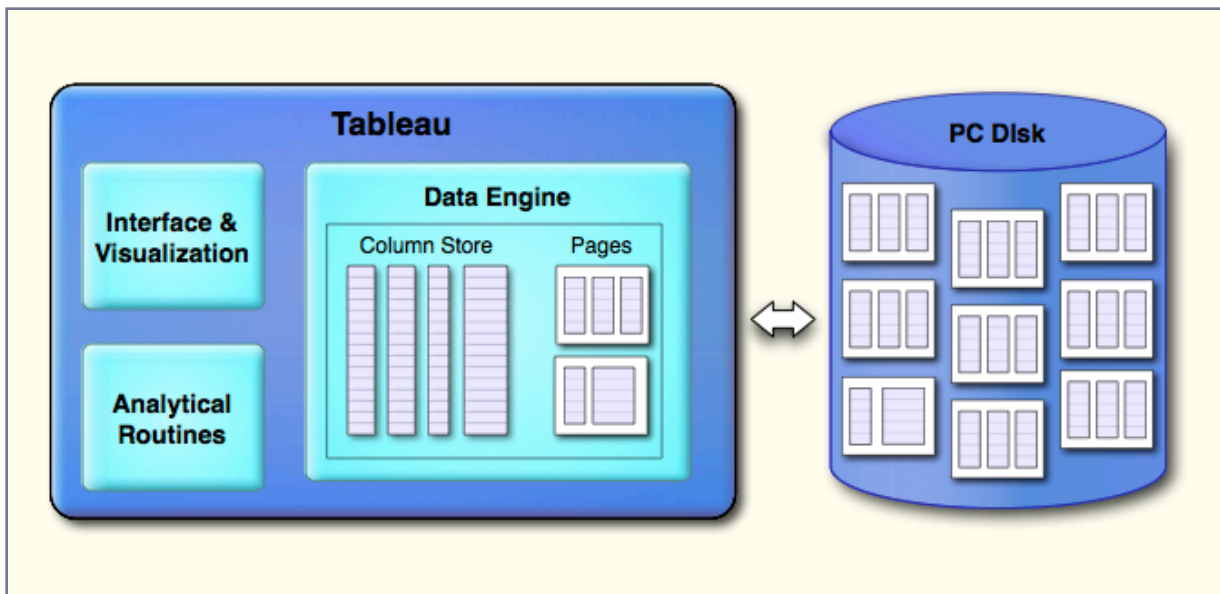 Tableau
PC Disk
Interface &
Visualization
Data Engine
Column Store
Pages
Analytical
Routines